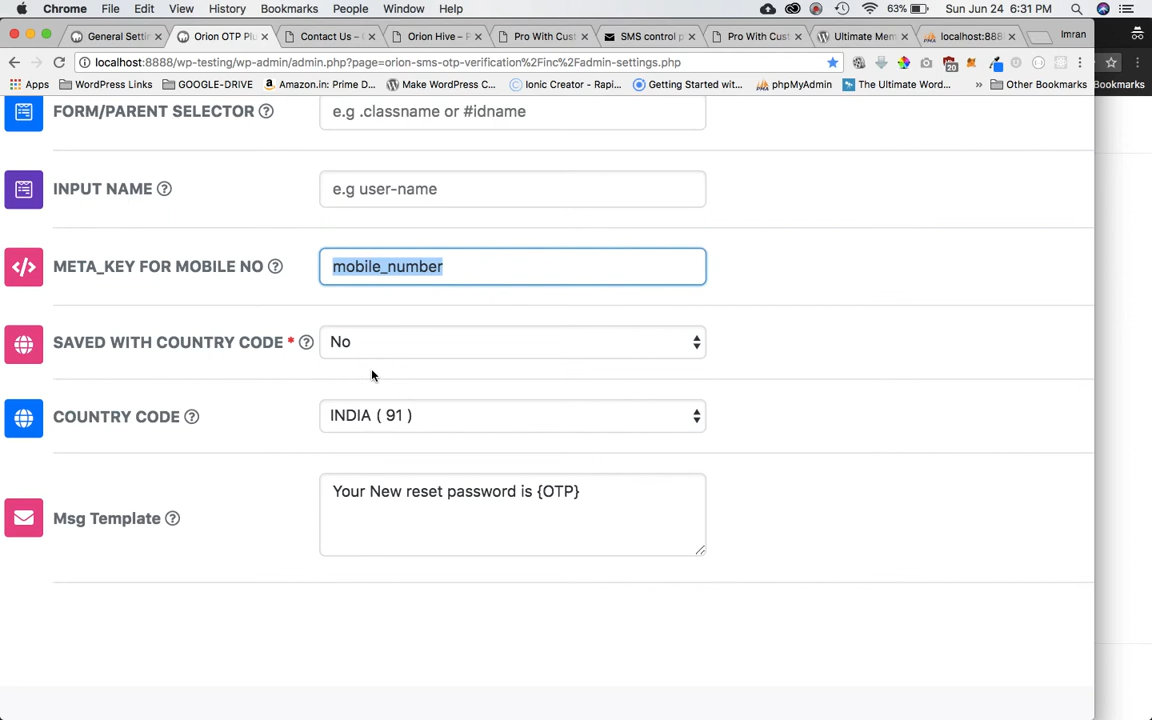 Chrome File Edit View History Bookmarks People Window Help 63% Sun Jun 24 6:31 PM
General Settin Orion OTP Plu Contact Us – Orion Hive – P Pro With Cust SMS control p Pro With Cust Ultimate Mem localhost:888 Imran
localhost:8888/wp-testing/wp-admin/admin.php?page=orion-sms-otp-verification%2Finc%2Fadmin-settings.php 20
Apps WordPress Links GOOGLE-DRIVE Amazon.in: Prime D... Make WordPress C... Ionic Creator - Rapi... Getting Started wit... phpMyAdmin The Ultimate Word... » Other Bookmarks Bookmarks
FORM/PARENT SELECTOR ? e.g .classname or #idname
INPUT NAME ? e.g user-name
</> META_KEY FOR MOBILE NO ? mobile_number
SAVED WITH COUNTRY CODE * ? No
COUNTRY CODE ? INDIA ( 91 )
Your New reset password is {OTP}
Msg Template ?